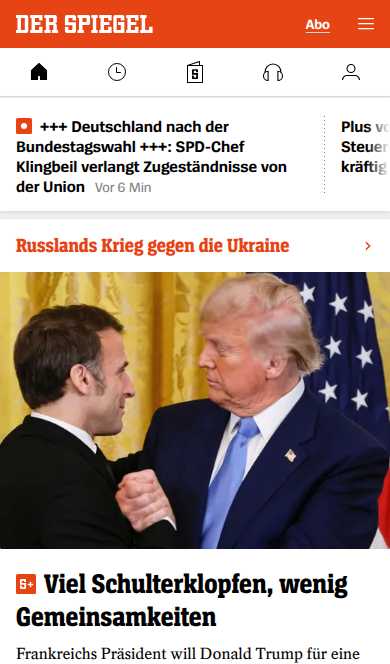 DER SPIEGEL
Abo
+++ Deutschland nach der
Bundestagswahl +++: SPD-Chef
Klingbeil verlangt Zugeständnisse von
der Union Vor 6 Min
Plus
Steuer
kräftig
Russlands Krieg gegen die Ukraine
S+ Viel Schulterklopfen, wenig
Gemeinsamkeiten
Frankreichs Präsident will Donald Trump für eine